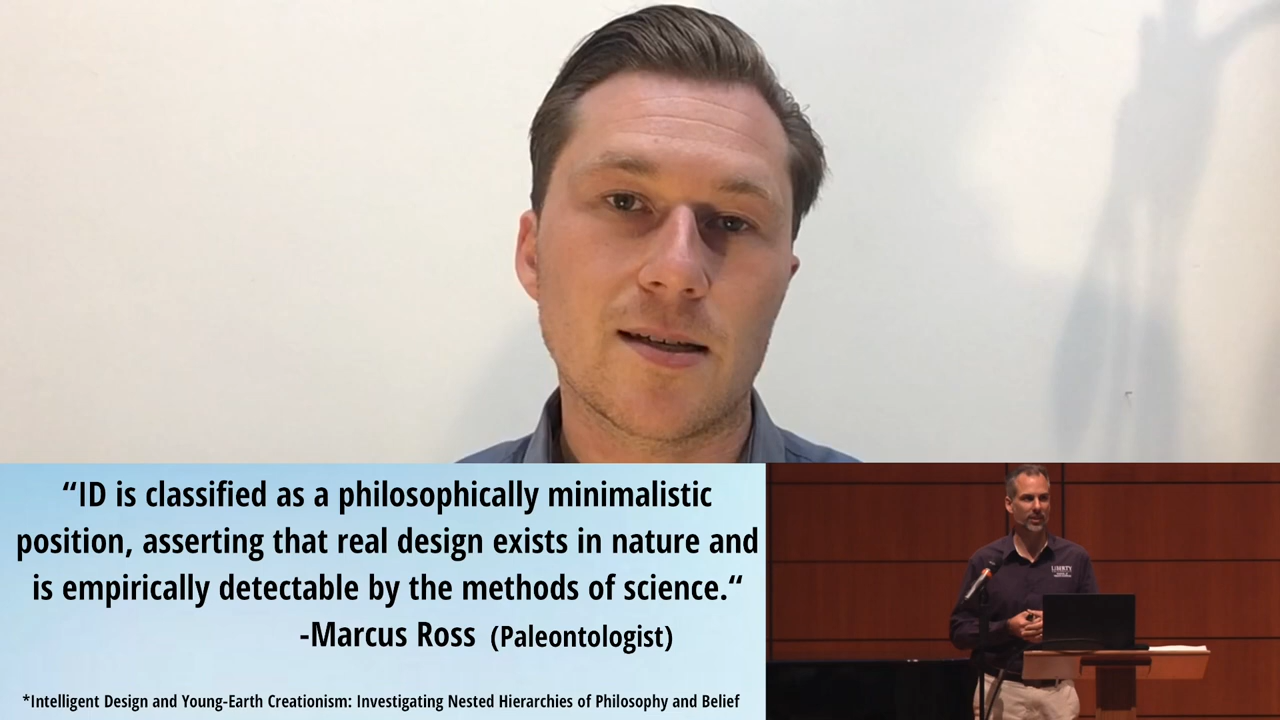 “ID is classified as a philosophically minimalistic
position, asserting that real design exists in nature and
is empirically detectable by the methods of science.“
-Marcus Ross (Paleontologist)
*Intelligent Design and Young-Earth Creationism: Investigating Nested Hierarchies of Philosophy and Belief
LIBERTY